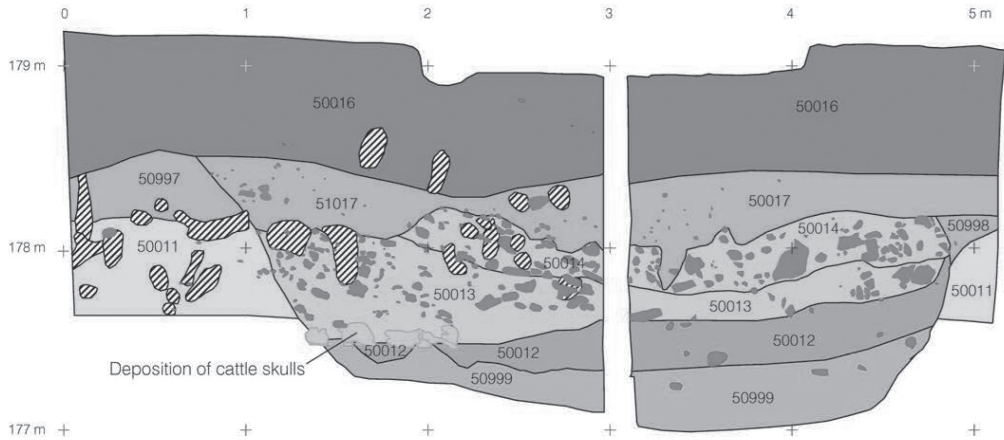 0 1 2 3 4 5 m
179 m
50016 50016
50997
51017 50017
50014 50998
50011 50014
50013 50013 50011
50012 50012 50012
Deposition of cattle skulls
50999 50999
177 m 177 m
178 m